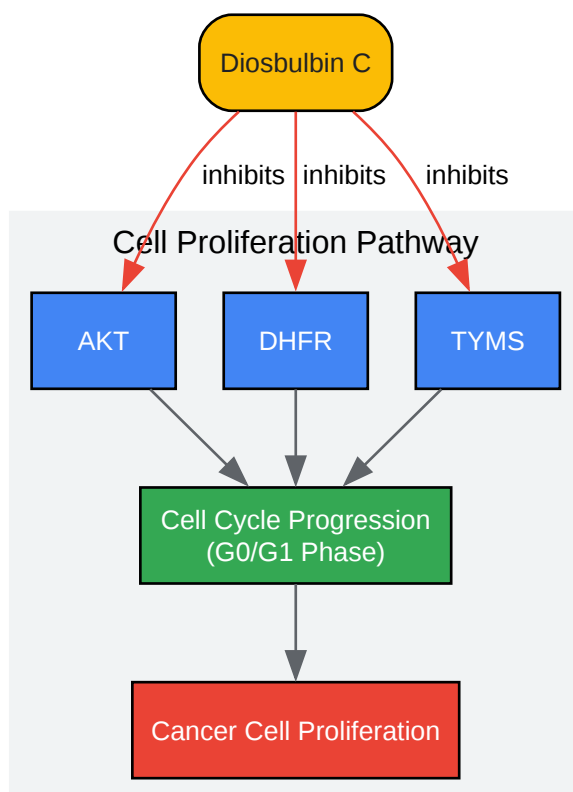 Diosbulbin C
inhibits inhibits inhibits
Cell Proliferation Pathway
AKT DHFR TYMS
Cell Cycle Progression
(G0/G1 Phase)
Cancer Cell Proliferation